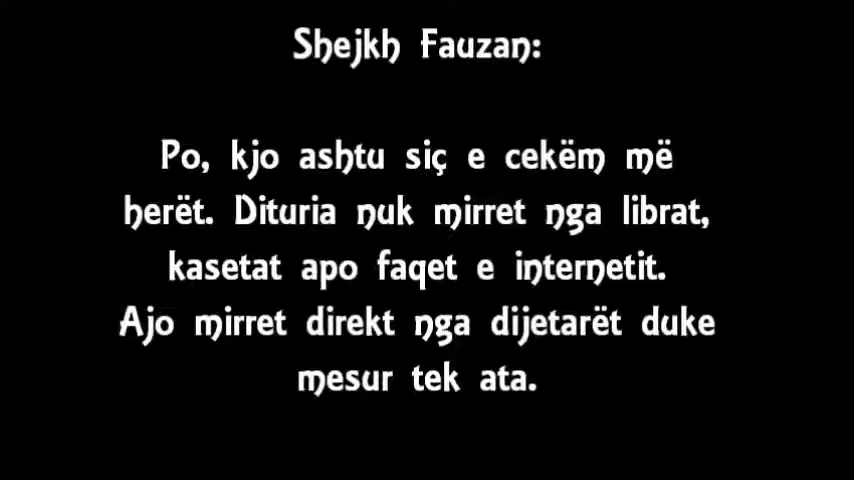 Shejkh Fauzan:
Po, kjo ashtu siç e cekëm më
herët. Dituria nuk mirret nga librat,
kasetat apo faqet e internetit.
Ajo mirret direkt nga dijetarët duke
mesur tek ata.